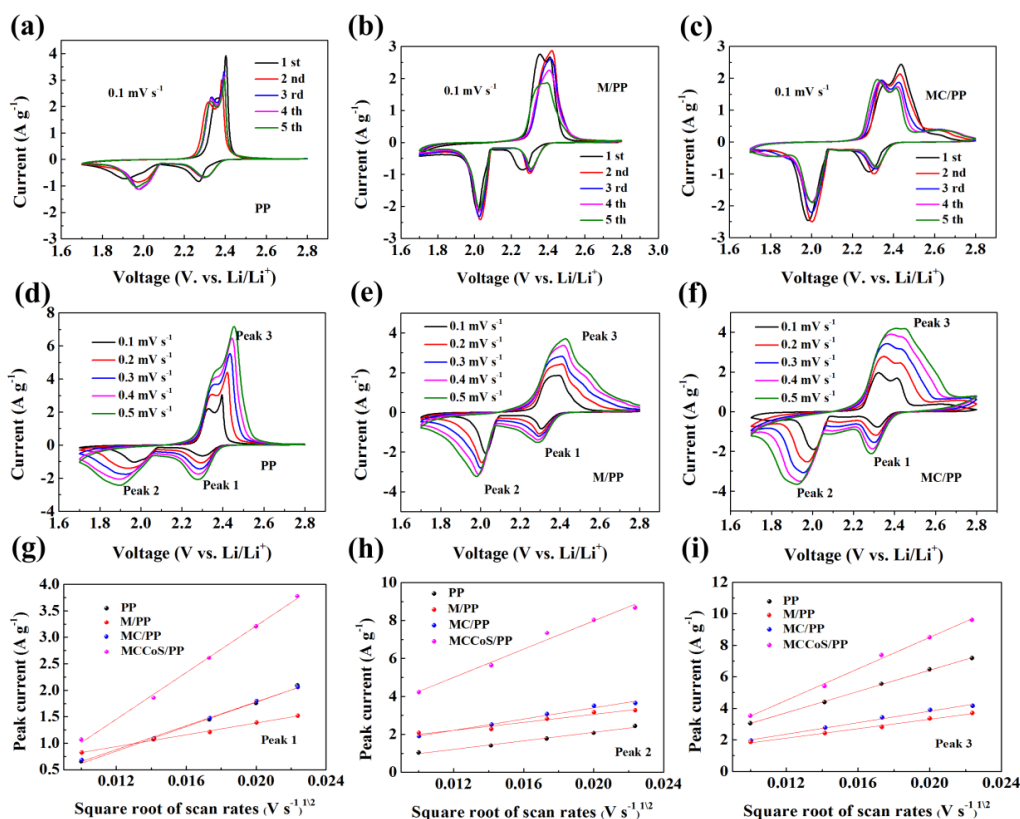 (a)
4
3
2
1
0
-1
-2
-3
Current (A g⁻¹)
0.1 mV s⁻¹
1 st
2 nd
3 rd
4 th
5 th
PP
1.6 1.8 2.0 2.2 2.4 2.6 2.8
Voltage (V. vs. Li/Li⁺)
(b)
3
2
1
0
-1
-2
-3
Current (A g⁻¹)
0.1 mV s⁻¹
M/PP
1 st
2 nd
3 rd
4 th
5 th
1.6 1.8 2.0 2.2 2.4 2.6 2.8 3.0
Voltage (V. vs. Li/Li⁺)
(c)
3
2
1
0
-1
-2
-3
Current (A g⁻¹)
0.1 mV s⁻¹
MC/PP
1 st
2 nd
3 rd
4 th
5 th
1.6 1.8 2.0 2.2 2.4 2.6 2.8
Voltage (V. vs. Li/Li⁺)
(d)
8
6
4
2
0
-2
-4
Current (A g⁻¹)
0.1 mV s⁻¹
0.2 mV s⁻¹
0.3 mV s⁻¹
0.4 mV s⁻¹
0.5 mV s⁻¹
Peak 3
PP
Peak 2
Peak 1
1.6 1.8 2.0 2.2 2.4 2.6 2.8
Voltage (V vs. Li/Li⁺)
(e)
6
4
2
0
-2
-4
-6
Current (A g⁻¹)
0.1 mV s⁻¹
0.2 mV s⁻¹
0.3 mV s⁻¹
0.4 mV s⁻¹
0.5 mV s⁻¹
Peak 3
Peak 1
Peak 2
M/PP
1.6 1.8 2.0 2.2 2.4 2.6 2.8
Voltage (V vs. Li/Li⁺)
(f)
6
4
2
0
-2
-4
Current (A g⁻¹)
0.1 mV s⁻¹
0.2 mV s⁻¹
0.3 mV s⁻¹
0.4 mV s⁻¹
0.5 mV s⁻¹
Peak 3
Peak 1
Peak 2
MC/PP
1.6 1.8 2.0 2.2 2.4 2.6 2.8
Voltage (V vs. Li/Li⁺)
(g)
4.0
3.5
3.0
2.5
2.0
1.5
1.0
0.5
Peak current (A g⁻¹)
PP
M/PP
MC/PP
MCCoS/PP
Peak 1
0.012 0.016 0.020 0.024
Square root of scan rates (V s⁻¹)¹\²
(h)
10
8
6
4
2
0
Peak current (A g⁻¹)
PP
M/PP
MC/PP
MCCoS/PP
Peak 2
0.012 0.016 0.020 0.024
Square root of scan rates (V s⁻¹)¹\²
(i)
12
10
8
6
4
2
0
Peak current (A g⁻¹)
PP
M/PP
MC/PP
MCCoS/PP
Peak 3
0.012 0.016 0.020 0.024
Square root of scan rates (V s⁻¹)¹\²